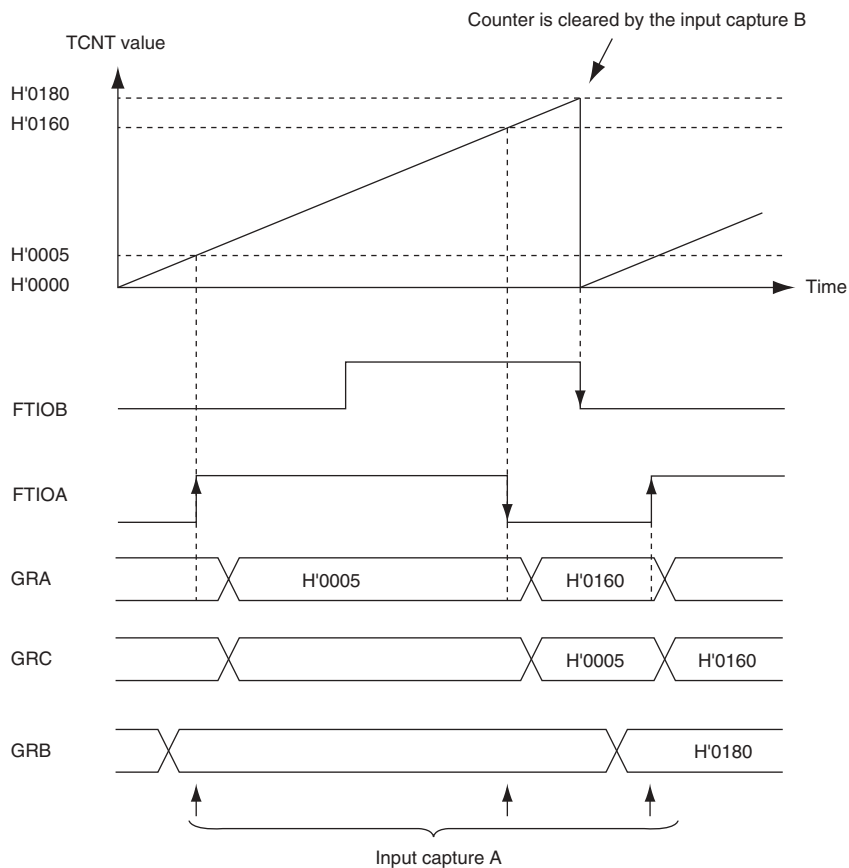 Counter is cleared by the input capture B
TCNT value
H'0180
H'0160
H'0005
H'0000
Time
FTIOB
FTIOA
GRA
H'0005
H'0160
GRC
H'0005
H'0160
GRB
H'0180
Input capture A